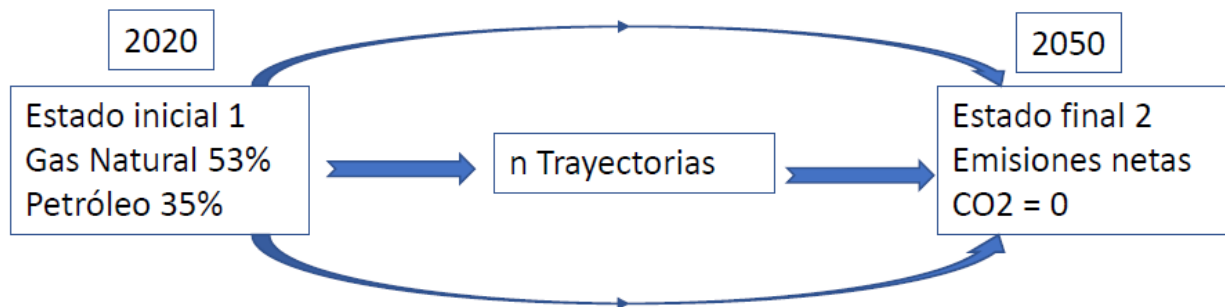 2020
Estado inicial 1
Gas Natural 53%
Petróleo 35%
n Trayectorias
2050
Estado final 2
Emisiones netas
CO2 = 0